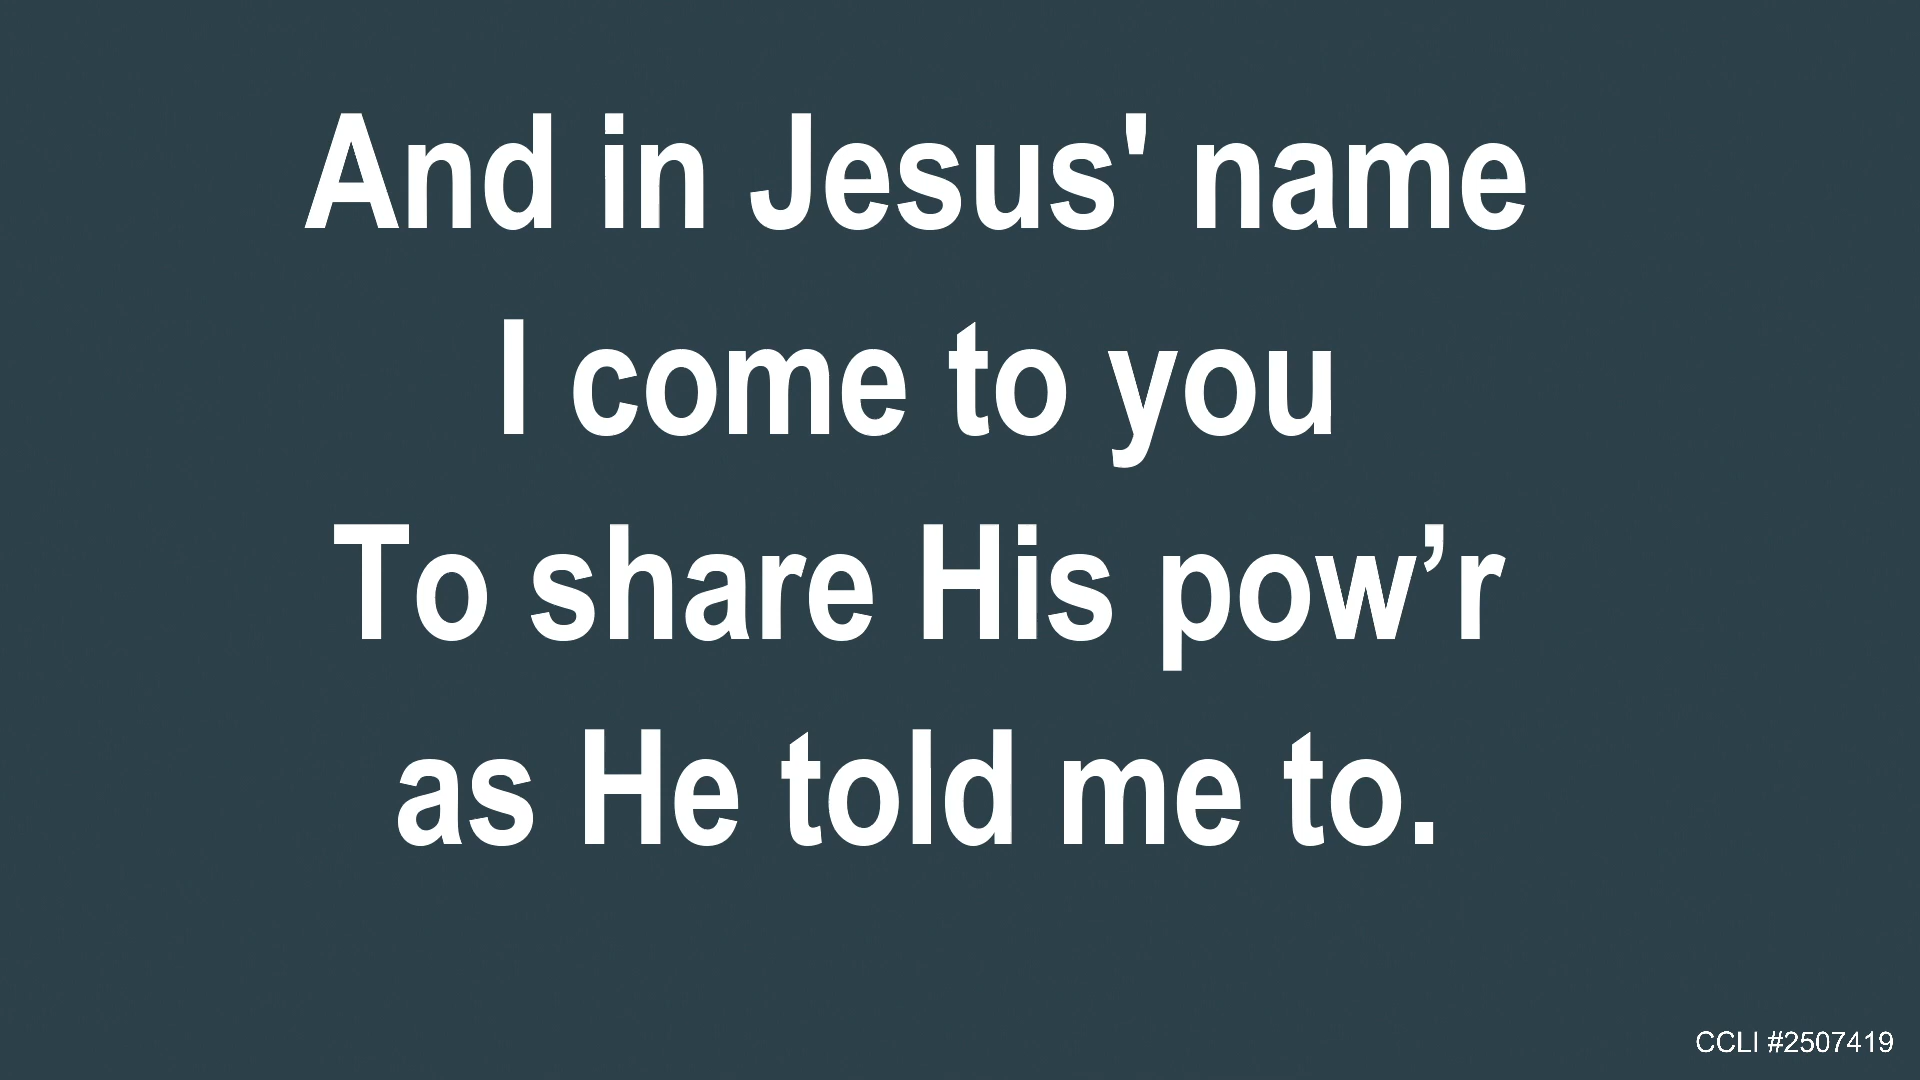 And in Jesus' name
I come to you
To share His pow’r
as He told me to.
CCLI #2507419